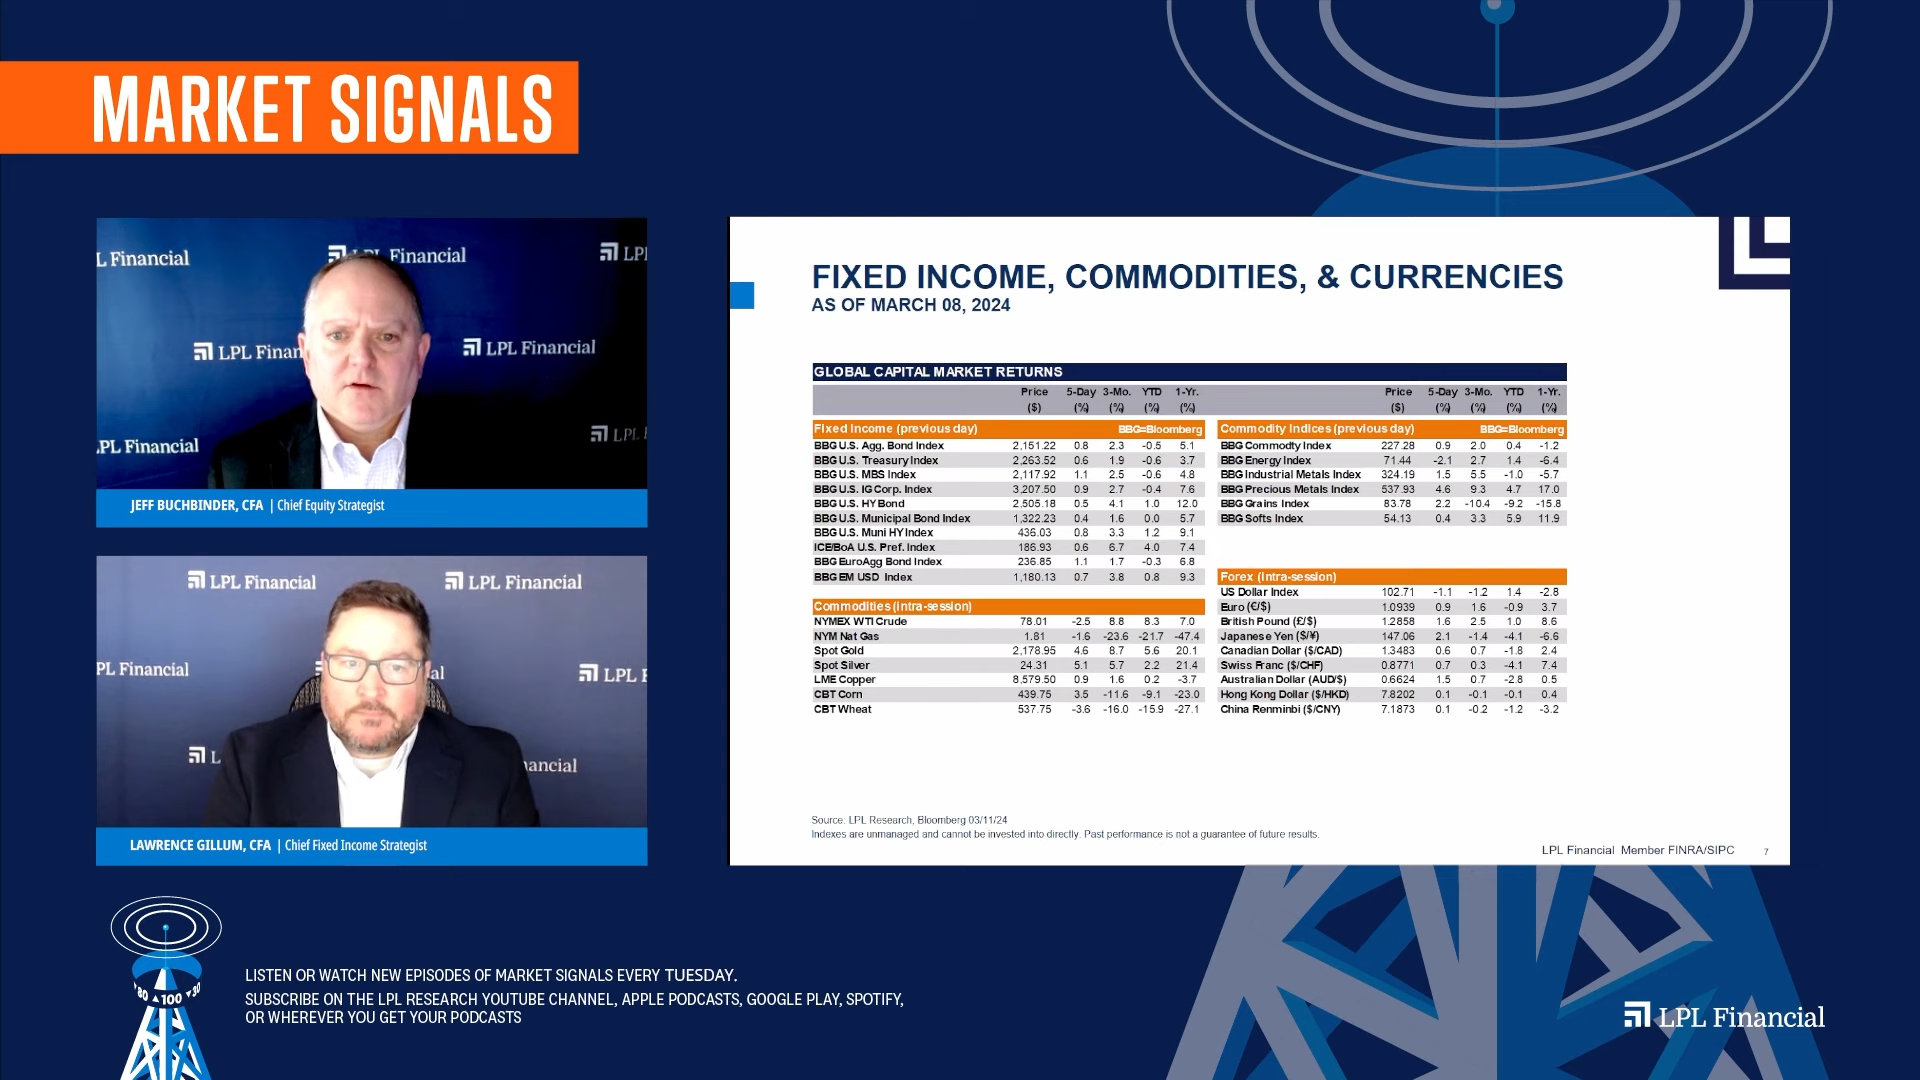 MARKET SIGNALS
L Financial
LPL Financial
LPL
LPL Finan
LPL Financial
LPL Financial
LPL F
JEFF BUCHBINDER, CFA | Chief Equity Strategist
LPL Financial
LPL Financial
PL Financial
al
LPL F
L
ancial
LAWRENCE GILLUM, CFA | Chief Fixed Income Strategist
FIXED INCOME, COMMODITIES, & CURRENCIES
AS OF MARCH 08, 2024
GLOBAL CAPITAL MARKET RETURNS
Price 5-Day 3-Mo. YTD 1-Yr. Price 5-Day 3-Mo. YTD 1-Yr.
($) (%) (%) (%) (%) ($) (%) (%) (%) (%)
Fixed Income (previous day) BBG=Bloomberg
BBG U.S. Agg. Bond Index 2,151.22 0.8 2.3 -0.5 5.1
BBG U.S. Treasury Index 2,263.52 0.6 1.9 -0.6 3.7
BBG U.S. MBS Index 2,117.92 1.1 2.5 -0.6 4.8
BBG U.S. IG Corp. Index 3,207.50 0.9 2.7 -0.4 7.6
BBG U.S. HY Bond 2,505.18 0.5 4.1 1.0 12.0
BBG U.S. Municipal Bond Index 1,322.23 0.4 1.6 0.0 5.7
BBG U.S. Muni HY Index 436.03 0.8 3.3 1.2 9.1
ICE/BoA U.S. Pref. Index 186.93 0.6 6.7 4.0 7.4
BBG EuroAgg Bond Index 236.85 1.1 1.7 -0.3 6.8
BBG EM USD Index 1,180.13 0.7 3.8 0.8 9.3
Commodities (intra-session)
NYMEX WTI Crude 78.01 -2.5 8.8 8.3 7.0
NYM Nat Gas 1.81 -1.6 -23.6 -21.7 -47.4
Spot Gold 2,178.95 4.6 8.7 5.6 20.1
Spot Silver 24.31 5.1 5.7 2.2 21.4
LME Copper 8,579.50 0.9 1.6 0.2 -3.7
CBT Corn 439.75 3.5 -11.6 -9.1 -23.0
CBT Wheat 537.75 -3.6 -16.0 -15.9 -27.1
Commodity Indices (previous day) BBG=Bloomberg
BBG Commodty Index 227.28 0.9 2.0 0.4 -1.2
BBG Energy Index 71.44 -2.1 2.7 1.4 -6.4
BBG Industrial Metals Index 324.19 1.5 5.5 -1.0 -5.7
BBG Precious Metals Index 537.93 4.6 9.3 4.7 17.0
BBG Grains Index 83.78 2.2 -10.4 -9.2 -15.8
BBG Softs Index 54.13 0.4 3.3 5.9 11.9
Forex (intra-session)
US Dollar Index 102.71 -1.1 -1.2 1.4 -2.8
Euro (€/$) 1.0939 0.9 1.6 -0.9 3.7
British Pound (£/$) 1.2858 1.6 2.5 1.0 8.6
Japanese Yen ($/¥) 147.06 2.1 -1.4 -4.1 -6.6
Canadian Dollar ($/CAD) 1.3483 0.6 0.7 -1.8 2.4
Swiss Franc ($/CHF) 0.8771 0.7 0.3 -4.1 7.4
Australian Dollar (AUD/$) 0.6624 1.5 0.7 -2.8 0.5
Hong Kong Dollar ($/HKD) 7.8202 0.1 -0.1 -0.1 0.4
China Renminbi ($/CNY) 7.1873 0.1 -0.2 -1.2 -3.2
Source: LPL Research, Bloomberg 03/11/24
Indexes are unmanaged and cannot be invested into directly. Past performance is not a guarantee of future results.
LPL Financial Member FINRA/SIPC 7
80 100
LISTEN OR WATCH NEW EPISODES OF MARKET SIGNALS EVERY TUESDAY.
SUBSCRIBE ON THE LPL RESEARCH YOUTUBE CHANNEL, APPLE PODCASTS, GOOGLE PLAY, SPOTIFY,
OR WHEREVER YOU GET YOUR PODCASTS
LPL Financial